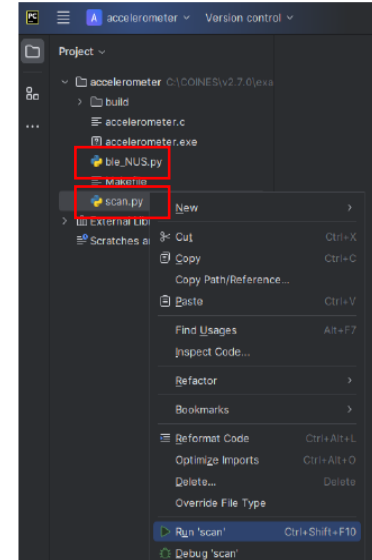 PC
A accelerometer Version control
Project
accelerometer C:\COINES\v2.7.0\exa
build
accelerometer.c
accelerometer.exe
ble_NUS.py
Makefile
scan.py
External Lib
Scratches a
New
Cut Ctrl+X
Copy Ctrl+C
Copy Path/Reference...
Paste Ctrl+V
Find Usages Alt+F7
Inspect Code...
Refactor
Bookmarks
Reformat Code Ctrl+Alt+L
Optimize Imports Ctrl+Alt+O
Delete... Delete
Override File Type
Run 'scan' Ctrl+Shift+F10
Debug 'scan'